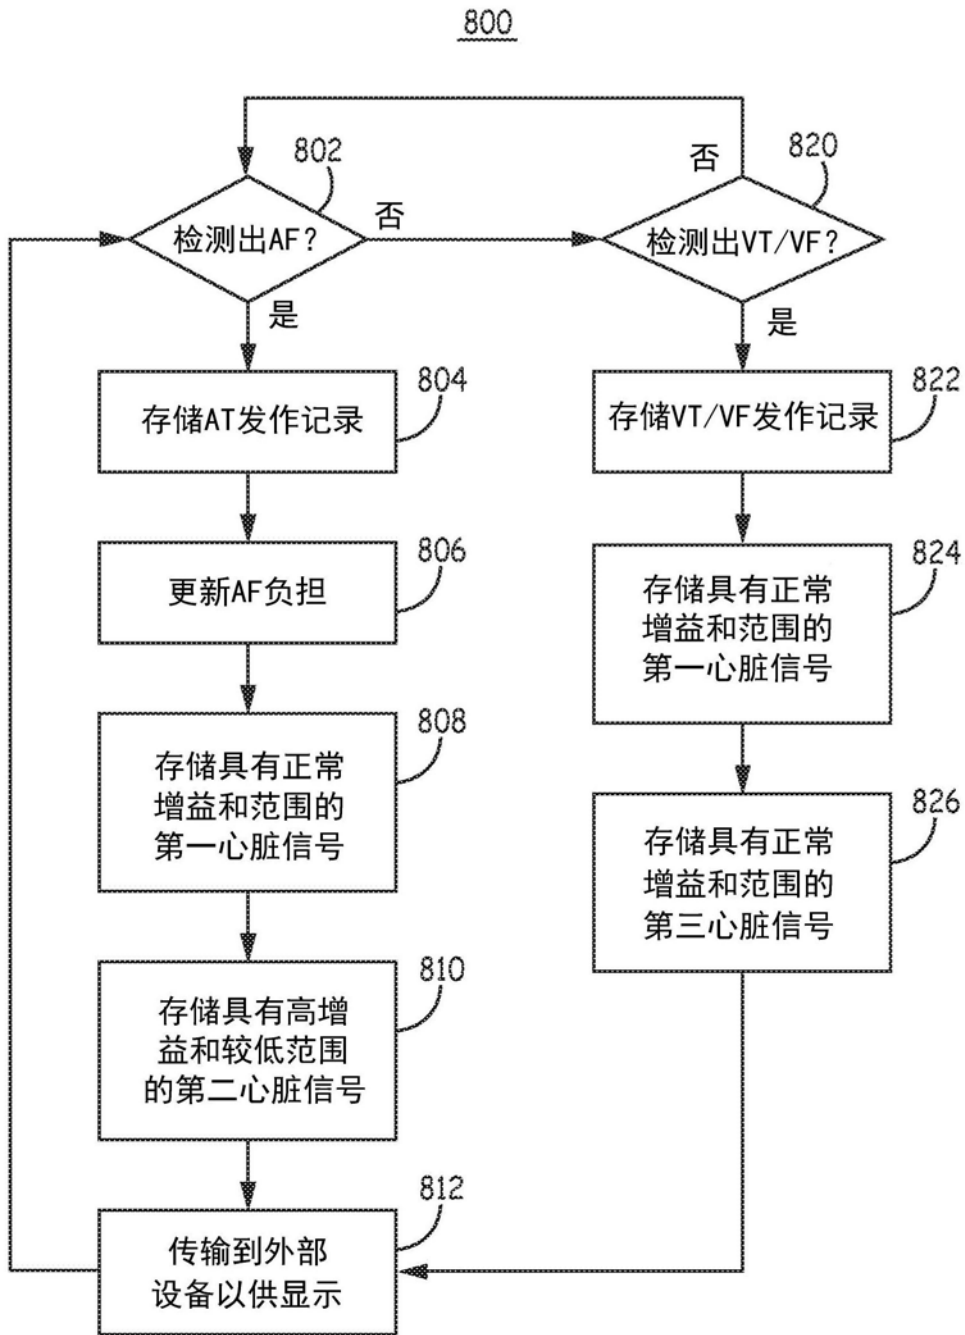 800
802
820
否
否
检测出AF?
检测出VT/VF?
是
是
804
822
存储AT发作记录
存储VT/VF发作记录
806
824
更新AF负担
存储具有正常
增益和范围的
第一心脏信号
808
存储具有正常
增益和范围的
第一心脏信号
826
存储具有正常
增益和范围的
第三心脏信号
810
存储具有高增
益和较低范围
的第二心脏信号
812
传输到外部
设备以供显示